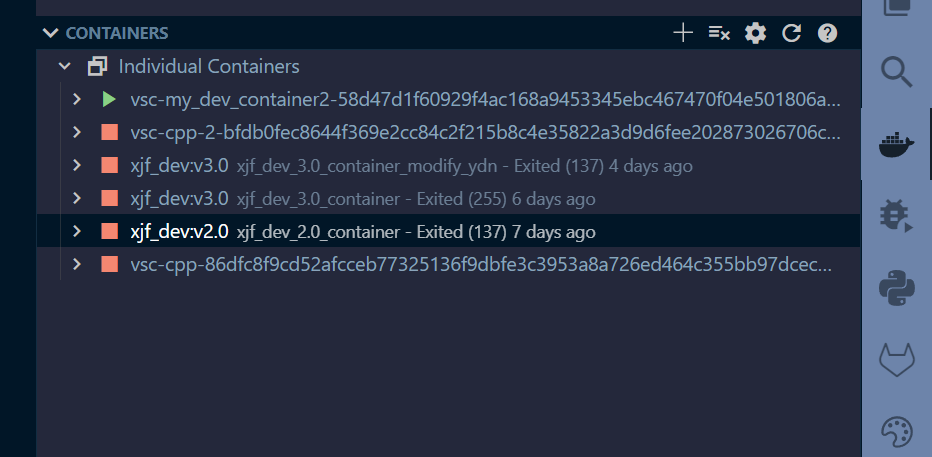 CONTAINERS
Individual Containers
vsc-my_dev_container2-58d47d1f60929f4ac168a9453345ebc467470f04e501806a...
vsc-cpp-2-bfdb0fec8644f369e2cc84c2f215b8c4e35822a3d9d6fee202873026706c...
xjf_dev:v3.0 xjf_dev_3.0_container_modify_ydn - Exited (137) 4 days ago
xjf_dev:v3.0 xjf_dev_3.0_container - Exited (255) 6 days ago
xjf_dev:v2.0 xjf_dev_2.0_container - Exited (137) 7 days ago
vsc-cpp-86dfc8f9cd52afcceb77325136f9dbfe3c3953a8a726ed464c355bb97dcec...